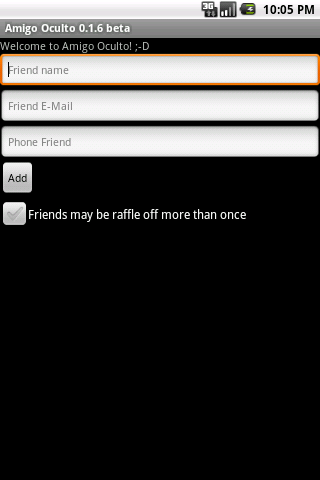 3G 10:05 PM
Amigo Oculto 0.1.6 beta
Welcome to Amigo Oculto! ;-D
Friend name
Friend E-Mail
Phone Friend
Add
Friends may be raffle off more than once